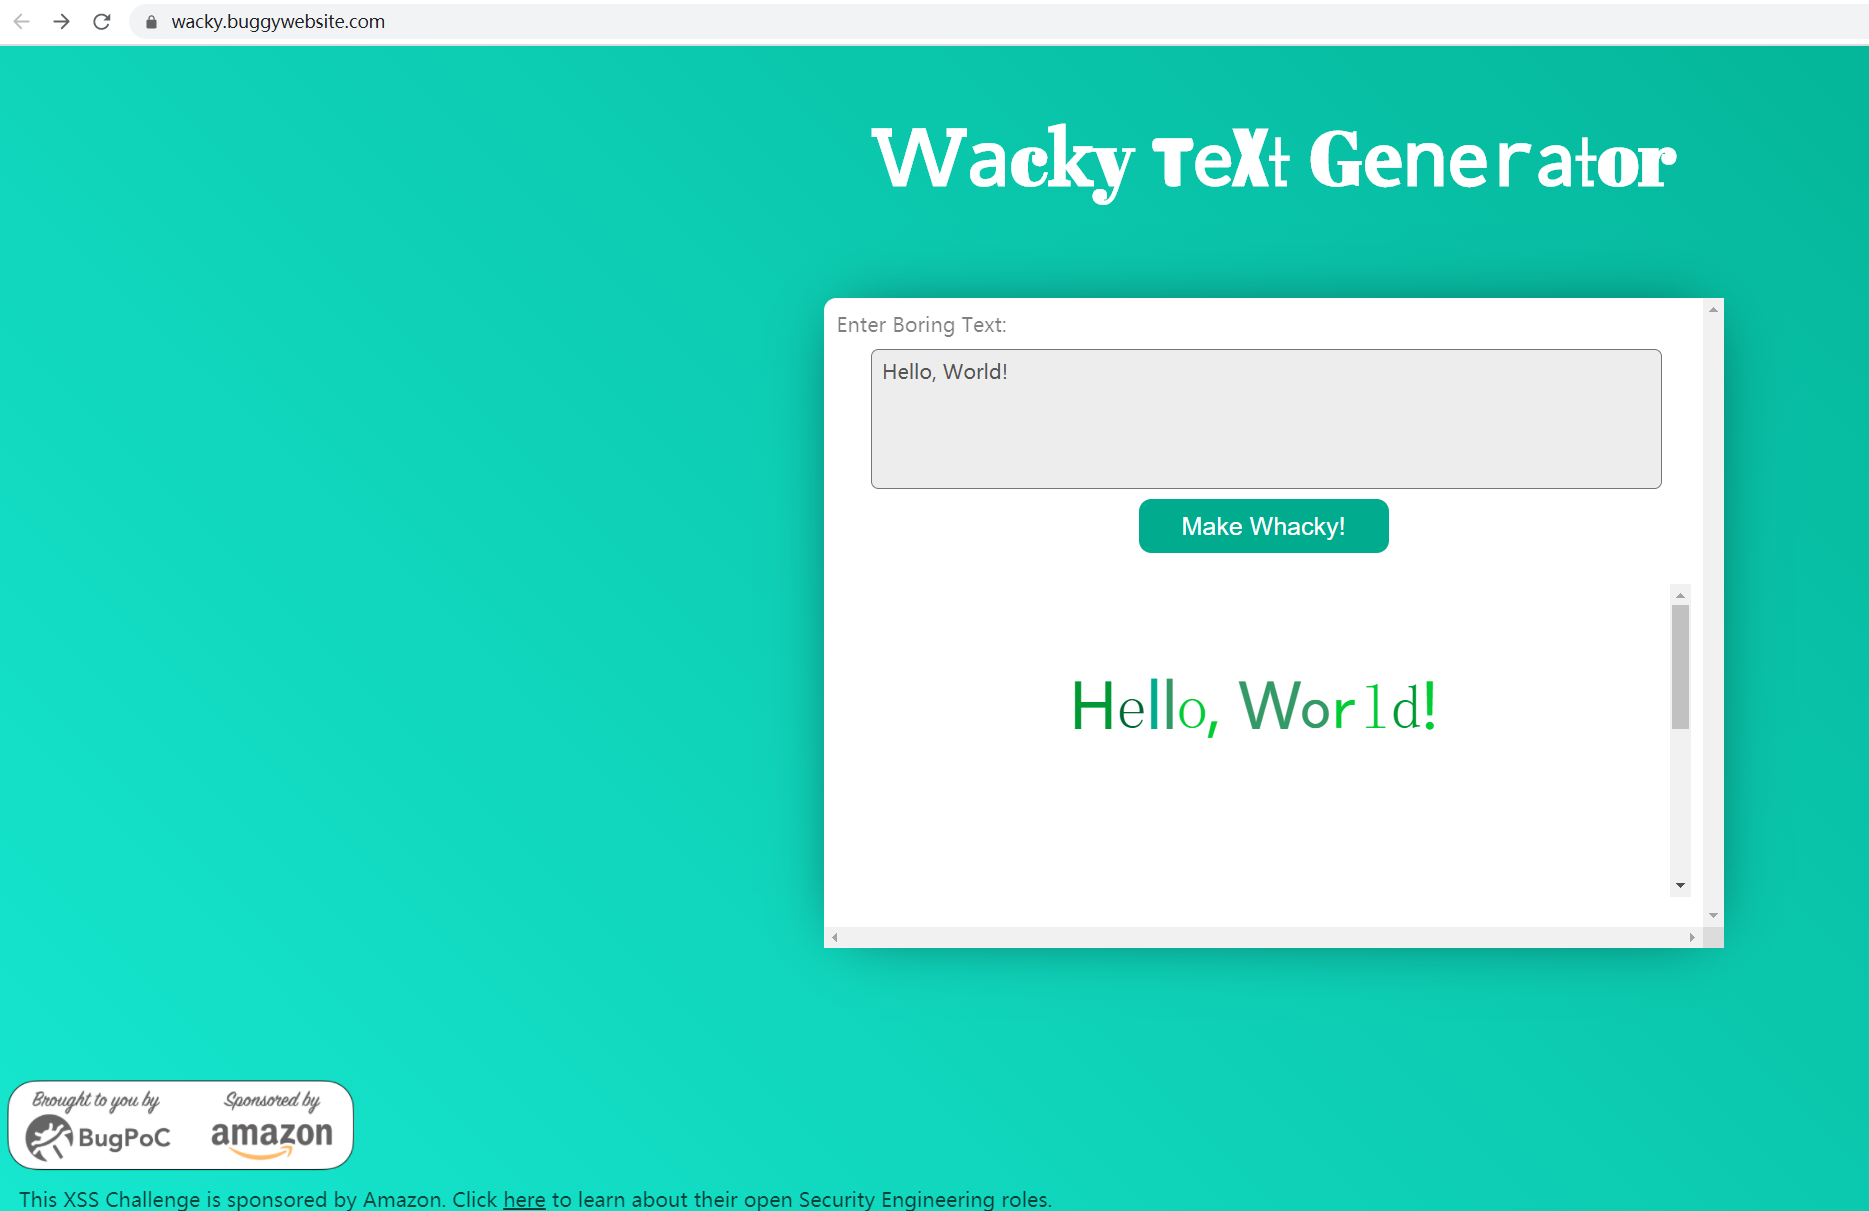 wacky.buggywebsite.com
Wacky TeXt Generator
Enter Boring Text:
Hello, World!
Make Whacky!
Hello, World!
Brought to you by
Sponsored by
BugPoC
amazon
This XSS Challenge is sponsored by Amazon. Click here to learn about their open Security Engineering roles.